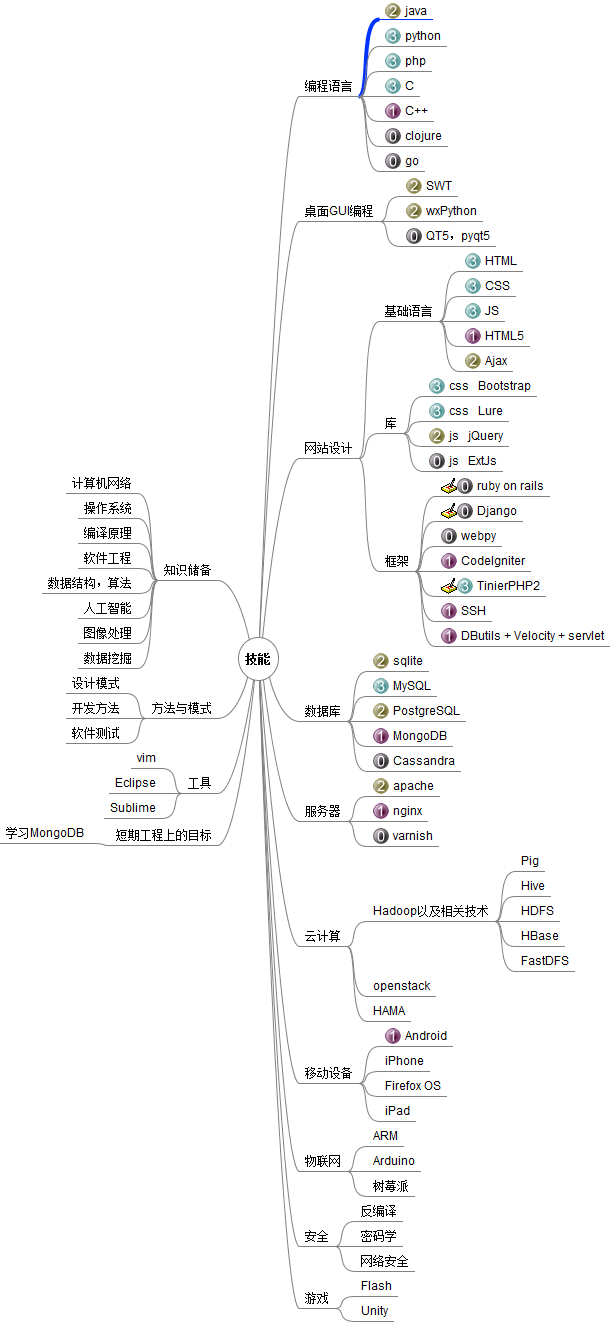 技能
编程语言
2 java
3 python
3 php
3 C
1 C++
0 clojure
0 go
桌面GUI编程
2 SWT
2 wxPython
0 QT5，pyqt5
网站设计
基础语言
3 HTML
3 CSS
3 JS
1 HTML5
2 Ajax
库
3 css Bootstrap
3 css Lure
2 js jQuery
0 js ExtJs
框架
0 ruby on rails
0 Django
0 webpy
1 CodeIgniter
3 TinierPHP2
1 SSH
1 DButils + Velocity + servlet
数据库
2 sqlite
3 MySQL
2 PostgreSQL
1 MongoDB
0 Cassandra
服务器
2 apache
1 nginx
0 varnish
云计算
Hadoop以及相关技术
Pig
Hive
HDFS
HBase
FastDFS
openstack
HAMA
移动设备
1 Android
iPhone
Firefox OS
iPad
物联网
ARM
Arduino
树莓派
安全
反编译
密码学
网络安全
游戏
Flash
Unity
知识储备
计算机网络
操作系统
编译原理
软件工程
数据结构，算法
人工智能
图像处理
数据挖掘
方法与模式
设计模式
开发方法
软件测试
工具
vim
Eclipse
Sublime
短期工程上的目标
学习MongoDB